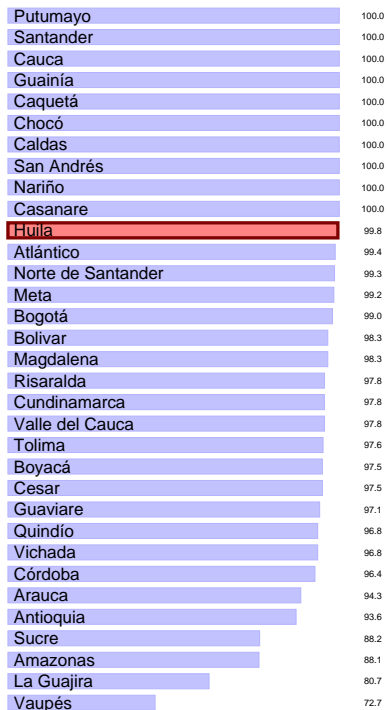 Putumayo 100.0
Santander 100.0
Cauca 100.0
Guainía 100.0
Caquetá 100.0
Chocó 100.0
Caldas 100.0
San Andrés 100.0
Nariño 100.0
Casanare 100.0
Huila 99.8
Atlántico 99.4
Norte de Santander 99.3
Meta 99.2
Bogotá 99.0
Bolivar 98.3
Magdalena 98.3
Risaralda 97.8
Cundinamarca 97.8
Valle del Cauca 97.8
Tolima 97.6
Boyacá 97.5
Cesar 97.5
Guaviare 97.1
Quindío 96.8
Vichada 96.8
Córdoba 96.4
Arauca 94.3
Antioquia 93.6
Sucre 88.2
Amazonas 88.1
La Guajira 80.7
Vaupés 72.7